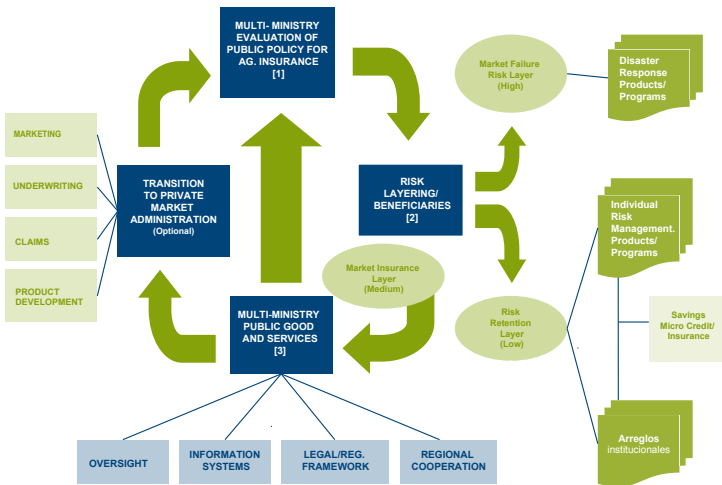 MULTI- MINISTRY
EVALUATION OF
PUBLIC POLICY FOR
AG. INSURANCE
[1]
Market Failure
Risk Layer
(High)
Disaster
Response
Products/
Programs
MARKETING
UNDERWRITING
CLAIMS
PRODUCT
DEVELOPMENT
TRANSITION
TO PRIVATE
MARKET
ADMINISTRATION
(Optional)
RISK
LAYERING/
BENEFICIARIES
[2]
Individual
Risk
Management.
Products/
Programs
Market Insurance
Layer
(Medium)
MULTI-MINISTRY
PUBLIC GOOD
AND SERVICES
[3]
Risk
Retention
Layer
(Low)
Savings
Micro Credit/
Insurance
Arreglos
institucionales
OVERSIGHT
INFORMATION
SYSTEMS
LEGAL/REG.
FRAMEWORK
REGIONAL
COOPERATION